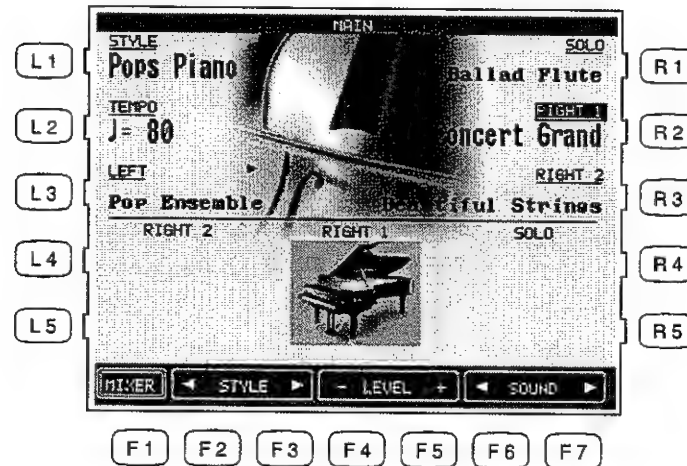 MAIN
L1 STYLE SOLO R1
Pops Piano Ballad Flute
L2 TEMPO RIGHT 1 R2
♩= 80 oncert Grand
L3 LEFT RIGHT 2 R3
Pop Ensemble Strings
RIGHT 2 RIGHT 1 SOLO
L4 R4
L5 R5
MIXER ◄ STYLE ► - LEVEL + ◄ SOUND ►
F1 F2 F3 F4 F5 F6 F7